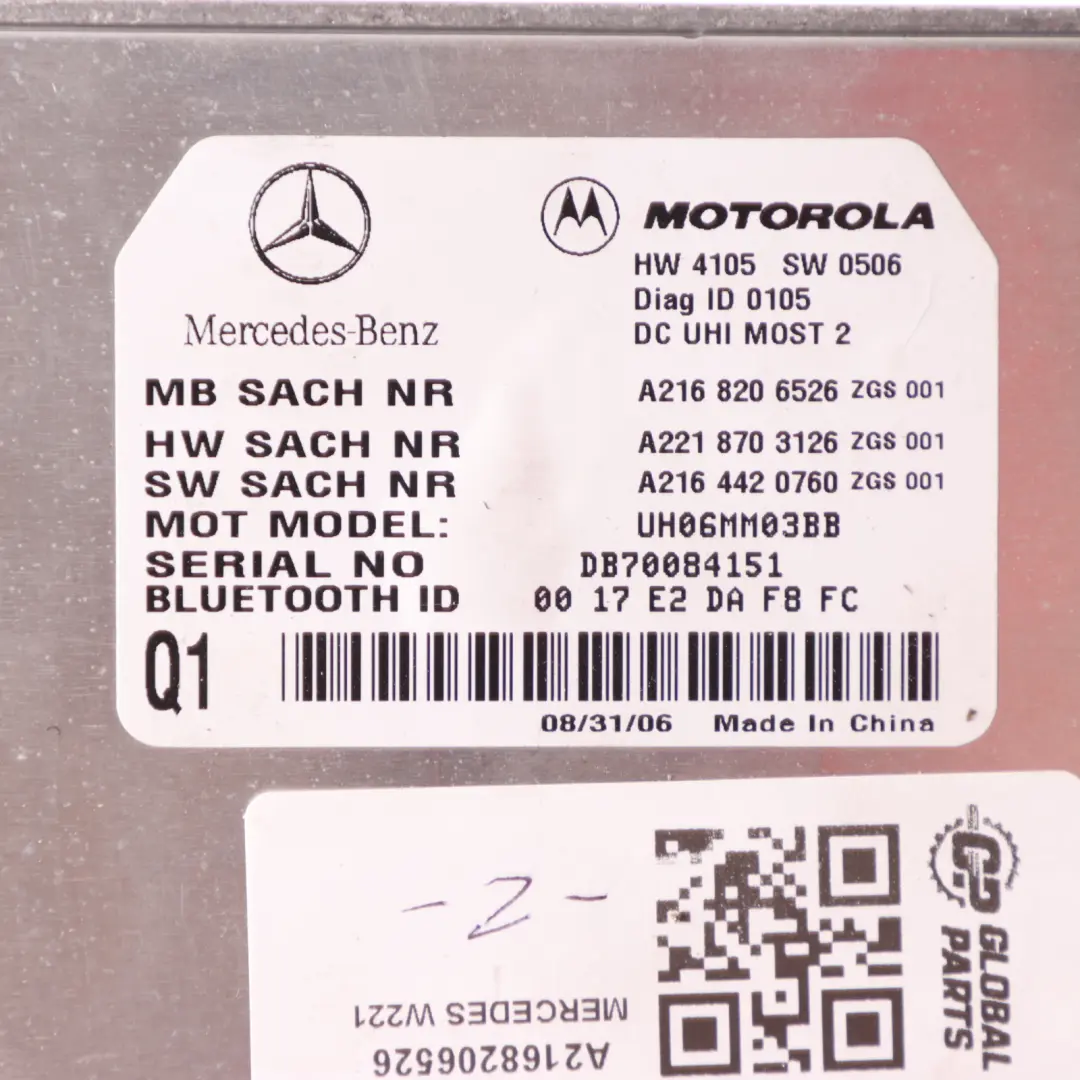 Mercedes-Benz
M MOTOROLA
HW 4105 SW 0506
Diag ID 0105
DC UHI MOST 2
MB SACH NR A216 820 6526 ZGS 001
HW SACH NR A221 870 3126 ZGS 001
SW SACH NR A216 442 0760 ZGS 001
MOT MODEL: UH06MM03BB
SERIAL NO DB70084151
BLUETOOTH ID 00 17 E2 DA F8 FC
Q1
08/31/06 Made In China
-2-
GLOBAL
PARTS
MERCEDES W221
A2168206526